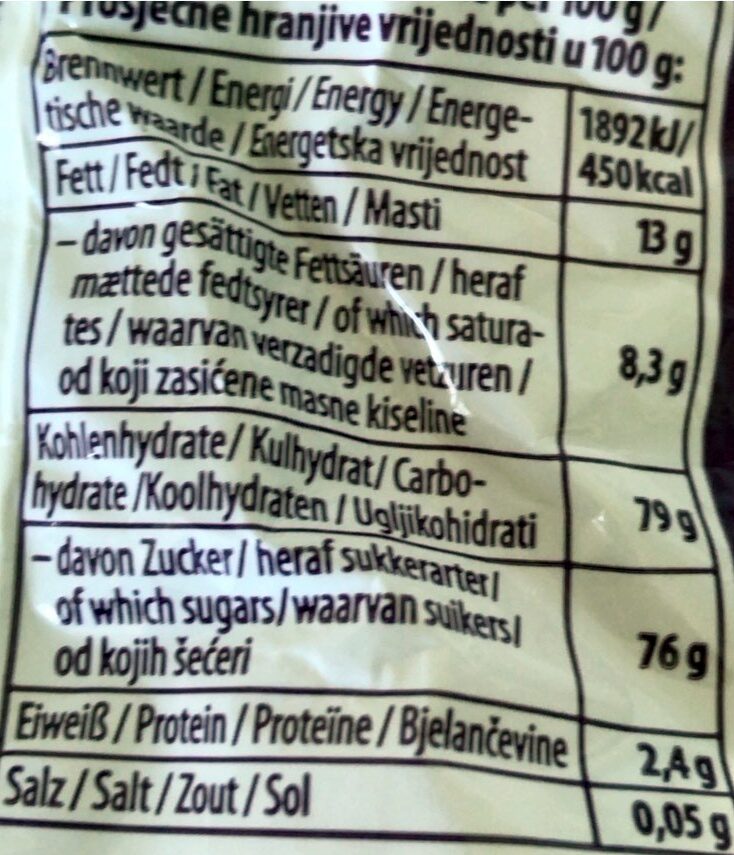 100 g/
Prosječne hranjive vrijednosti u 100 g:
Brennwert / Energi / Energy / Energe- 1892 kJ/
tische waarde / Energetska vrijednost 450 kcal
Fett / Fedt / Fat / Vetten / Masti 13 g
– davon gesättigte Fettsäuren / heraf
mættede fedtsyrer / of which satura-
tes / waarvan verzadigde vetzuren / 8,3 g
od koji zasićene masne kiseline
Kohlenhydrate / Kulhydrat / Carbo-
hydrate / Koolhydraten / Ugljikohidrati 79 g
– davon Zucker / heraf sukkerarter /
of which sugars / waarvan suikers / 76 g
od kojih šećeri
Eiweiß / Protein / Proteïne / Bjelančevine 2,4 g
Salz / Salt / Zout / Sol 0,05 g